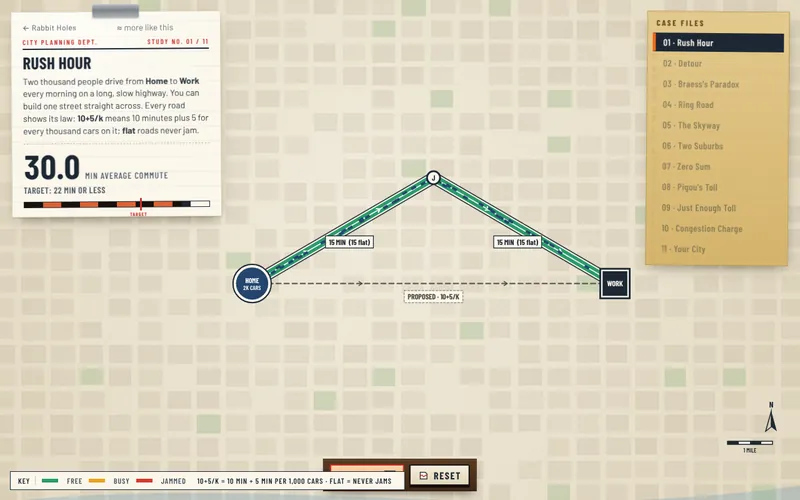 ← Rabbit Holes
≈ more like this
CITY PLANNING DEPT.
STUDY NO. 01 / 11
RUSH HOUR
Two thousand people drive from Home to Work
every morning on a long, slow highway. You can
build one street straight across. Every road
shows its law: 10+5/k means 10 minutes plus 5 for
every thousand cars on it; flat roads never jam.
30.0 MIN AVERAGE COMMUTE
TARGET: 22 MIN OR LESS
TARGET
CASE FILES
01 · Rush Hour
02 · Detour
03 · Braess's Paradox
04 · Ring Road
05 · The Skyway
06 · Two Suburbs
07 · Zero Sum
08 · Pigou's Toll
09 · Just Enough Toll
10 · Congestion Charge
11 · Your City
J
15 MIN (15 flat)
15 MIN (15 flat)
HOME
2K CARS
WORK
PROPOSED · 10+5/K
N
1 MILE
KEY
FREE
BUSY
JAMMED
10+5/K = 10 MIN + 5 MIN PER 1,000 CARS · FLAT = NEVER JAMS
RESET